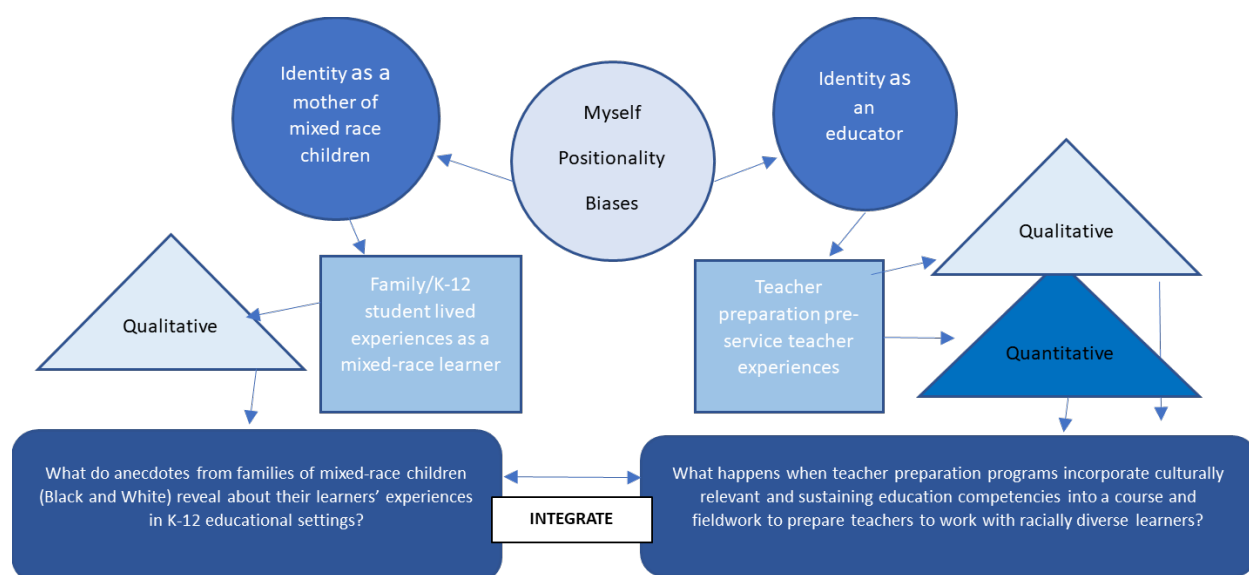 Identity as a
mother of
mixed race
children
Myself
Positionality
Biases
Identity as
an
educator
Qualitative
Family/K-12
student lived
experiences as a
mixed-race learner
Teacher
preparation pre-
service teacher
experiences
Qualitative
Quantitative
What do anecdotes from families of mixed-race children
(Black and White) reveal about their learners’ experiences
in K-12 educational settings?
INTEGRATE
What happens when teacher preparation programs incorporate culturally
relevant and sustaining education competencies into a course and
fieldwork to prepare teachers to work with racially diverse learners?